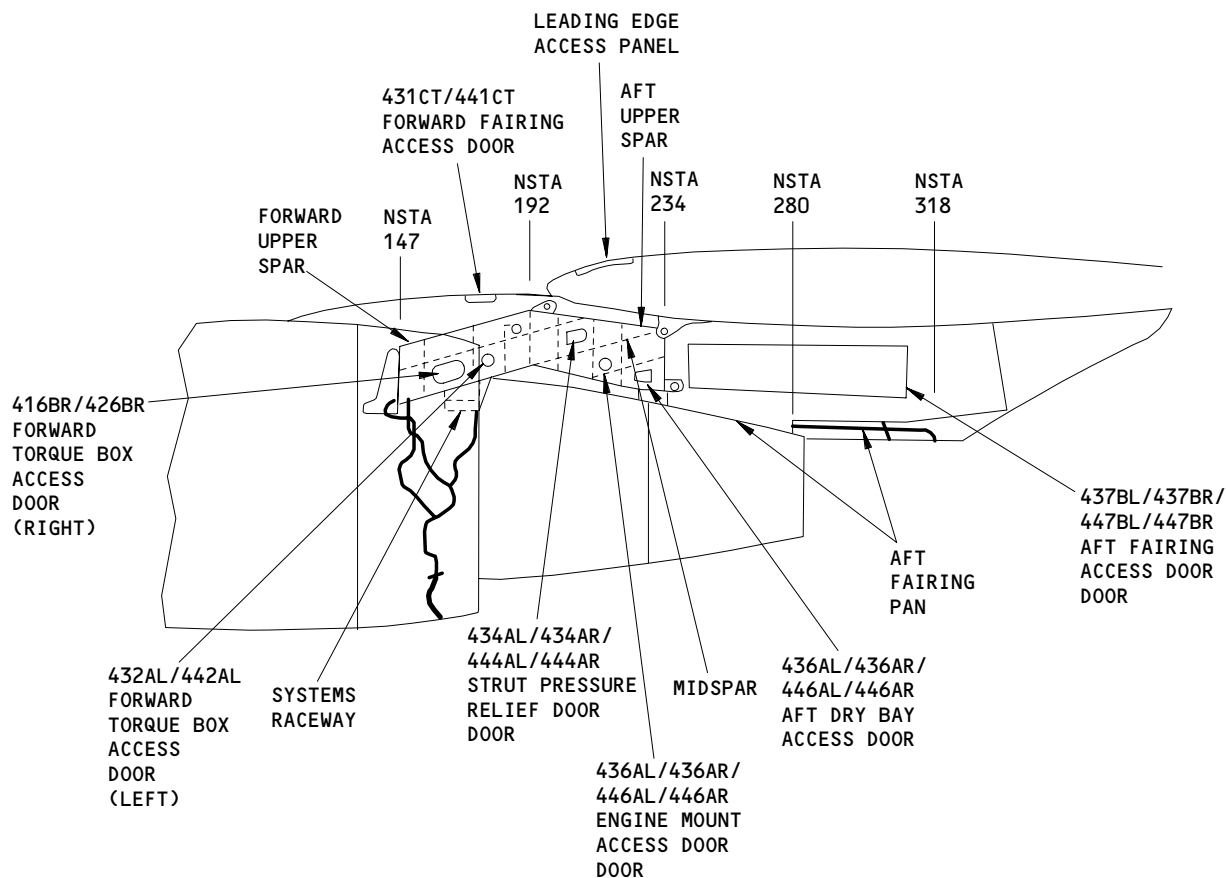 LEADING EDGE
ACCESS PANEL
431CT/441CT
FORWARD FAIRING
ACCESS DOOR
AFT
UPPER
SPAR
NSTA
192
NSTA
234
NSTA
280
NSTA
318
FORWARD
UPPER
SPAR
NSTA
147
416BR/426BR
FORWARD
TORQUE BOX
ACCESS
DOOR
(RIGHT)
437BL/437BR/
447BL/447BR
AFT FAIRING
ACCESS DOOR
DOOR
AFT
FAIRING
PAN
432AL/442AL
FORWARD
TORQUE BOX
ACCESS
DOOR
(LEFT)
SYSTEMS
RACEWAY
434AL/434AR/
444AL/444AR
STRUT PRESSURE
RELIEF DOOR
DOOR
MIDSPAR
436AL/436AR/
446AL/446AR
AFT DRY BAY
ACCESS DOOR
436AL/436AR/
446AL/446AR
ENGINE MOUNT
ACCESS DOOR
DOOR